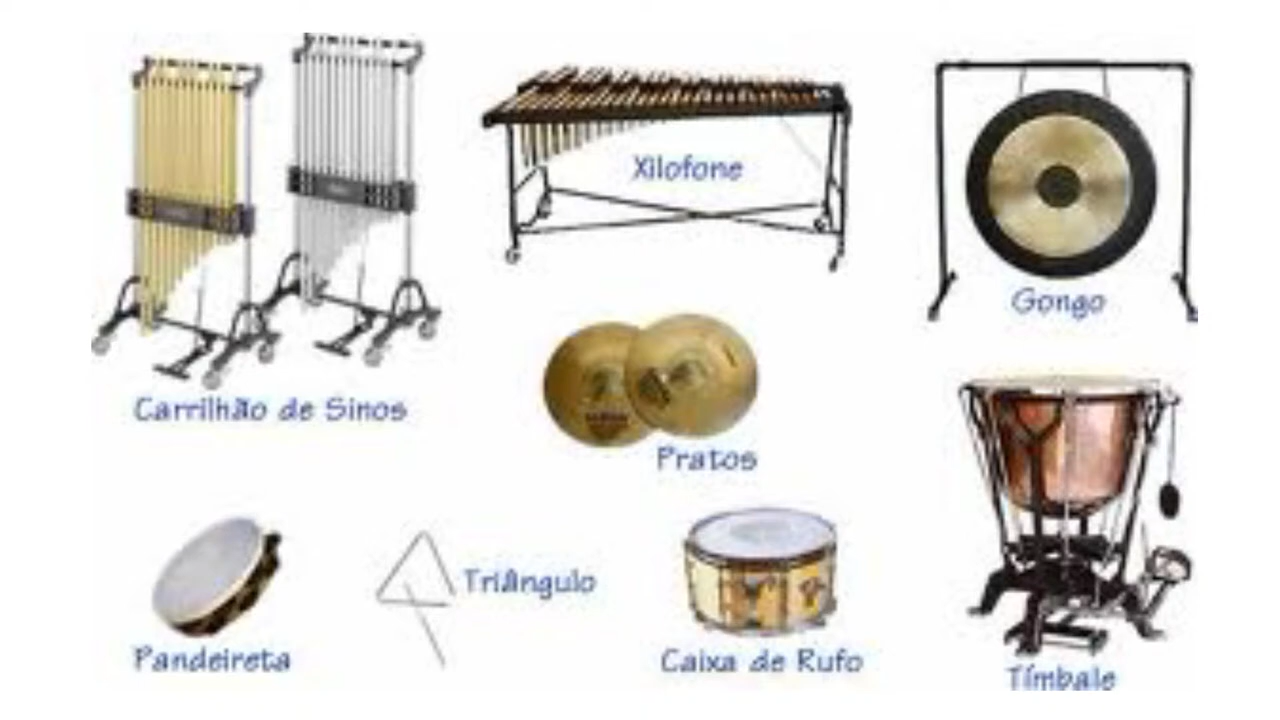 Xilofone
Gongo
Carrilhão de Sinos
Pratos
Triângulo
Pandeireta
Caixa de Rufo
Tímbale